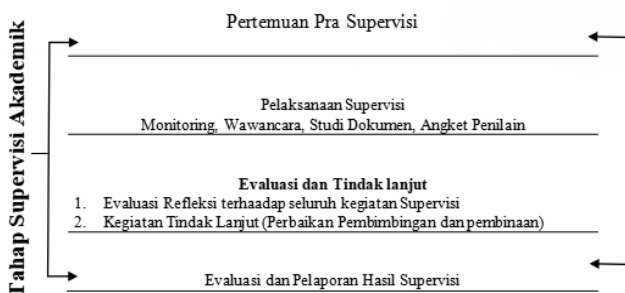 Tahap Supervisi Akademik
Pertemuan Pra Supervisi
Pelaksanaan Supervisi
Monitoring, Wawancara, Studi Dokumen, Angket Penilain
Evaluasi dan Tindak lanjut
1. Evaluasi Refleksi terhaadap seluruh kegiatan Supervisi
2. Kegiatan Tindak Lanjut (Perbaikan Pembimbingan dan pembinaan)
Evaluasi dan Pelaporan Hasil Supervisi